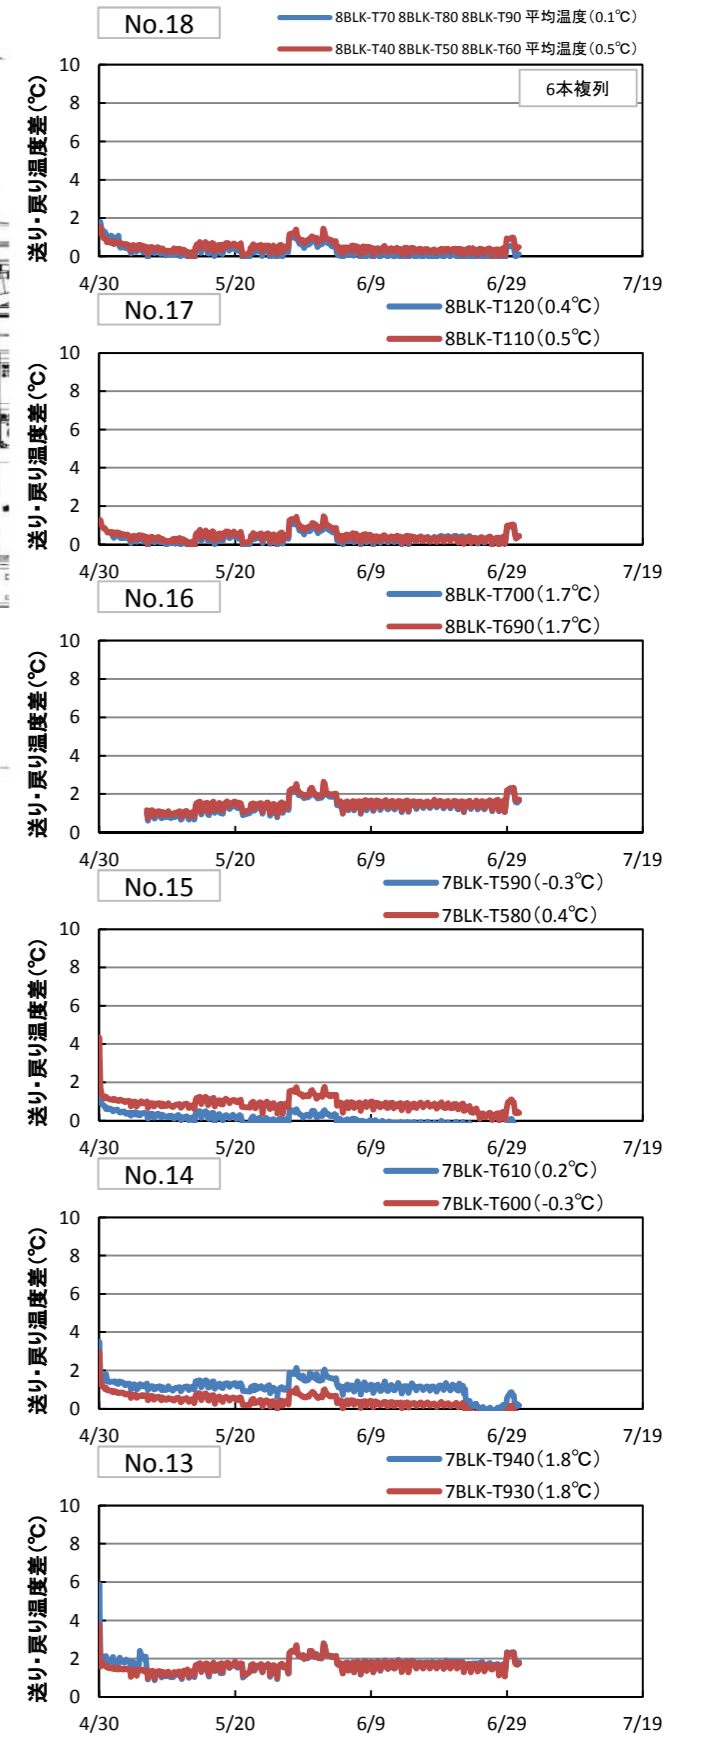 No.18
8BLK-T70 8BLK-T80 8BLK-T90 平均温度(0.1℃)
8BLK-T40 8BLK-T50 8BLK-T60 平均温度(0.5℃)
6本複列
送り・戻り温度差(℃)
10
8
6
4
2
0
4/30 5/20 6/9 6/29 7/19
No.17
8BLK-T120(0.4℃)
8BLK-T110(0.5℃)
送り・戻り温度差(℃)
10
8
6
4
2
0
4/30 5/20 6/9 6/29 7/19
No.16
8BLK-T700(1.7℃)
8BLK-T690(1.7℃)
送り・戻り温度差(℃)
10
8
6
4
2
0
4/30 5/20 6/9 6/29 7/19
No.15
7BLK-T590(-0.3℃)
7BLK-T580(0.4℃)
送り・戻り温度差(℃)
10
8
6
4
2
0
4/30 5/20 6/9 6/29 7/19
No.14
7BLK-T610(0.2℃)
7BLK-T600(-0.3℃)
送り・戻り温度差(℃)
10
8
6
4
2
0
4/30 5/20 6/9 6/29 7/19
No.13
7BLK-T940(1.8℃)
7BLK-T930(1.8℃)
送り・戻り温度差(℃)
10
8
6
4
2
0
4/30 5/20 6/9 6/29 7/19